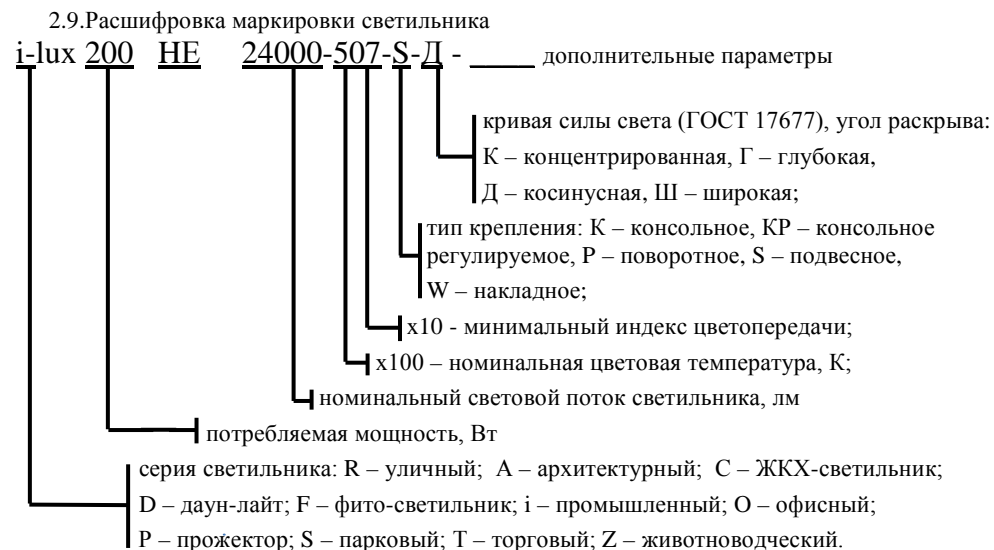 2.9.Расшифровка маркировки светильника
i-lux 200 НЕ 24000-507-S-Д - _____ дополнительные параметры
кривая силы света (ГОСТ 17677), угол раскрыва:
К – концентрированная, Г – глубокая,
Д – косинусная, Ш – широкая;
тип крепления: К – консольное, КР – консольное
регулируемое, Р – поворотное, S – подвесное,
W – накладное;
х10 - минимальный индекс цветопередачи;
х100 – номинальная цветовая температура, К;
номинальный световой поток светильника, лм
потребляемая мощность, Вт
серия светильника: R – уличный; A – архитектурный; C – ЖКХ-светильник;
D – даун-лайт; F – фито-светильник; i – промышленный; O – офисный;
P – прожектор; S – парковый; T – торговый; Z – животноводческий.